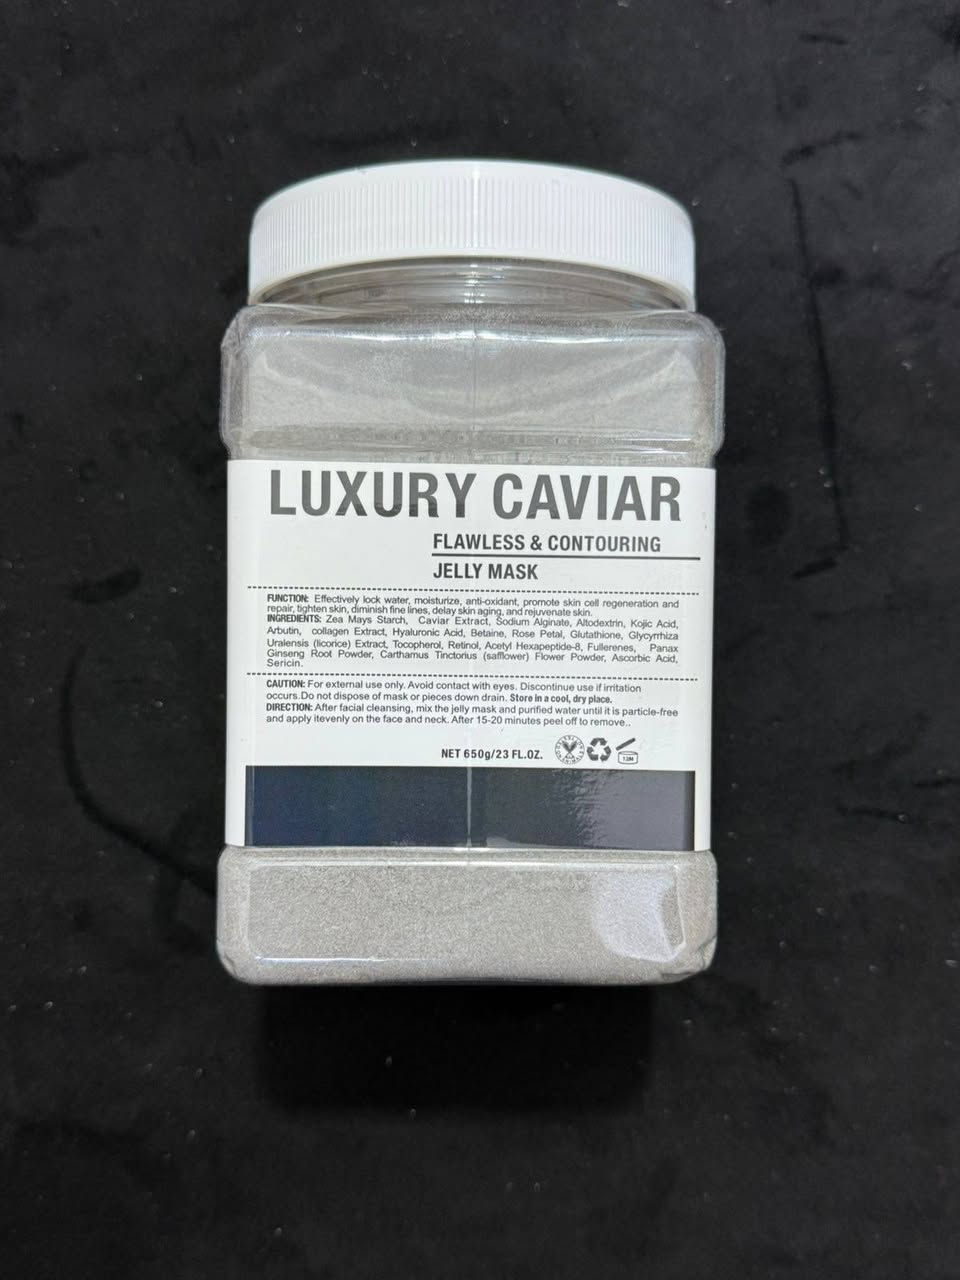 LUXURY CAVIAR
FLAWLESS & CONTOURING
JELLY MASK
FUNCTION: Effectively lock water, moisturize, anti-oxidant, promote skin cell regeneration and
repair, tighten skin, diminish fine lines, delay skin aging, and rejuvenate skin.
INGREDIENTS: Zea Mays Starch, Caviar Extract, Sodium Alginate, Altodextrin, Kojic Acid,
Arbutin, collagen Extract, Hyaluronic Acid, Betaine, Rose Petal, Glutathione, Glycyrrhiza
Uralensis (licorice) Extract, Tocopherol, Retinol, Acetyl Hexapeptide-8, Fullerenes, Panax
Ginseng Root Powder, Carthamus Tinctorius (safflower) Flower Powder, Ascorbic Acid,
Sericin.
CAUTION: For external use only. Avoid contact with eyes. Discontinue use if irritation
occurs.Do not dispose of mask or pieces down drain. Store in a cool, dry place.
DIRECTION: After facial cleansing, mix the jelly mask and purified water until it is particle-free
and apply itevenly on the face and neck. After 15-20 minutes peel off to remove..
NET 650g/23 FL.OZ.
12M